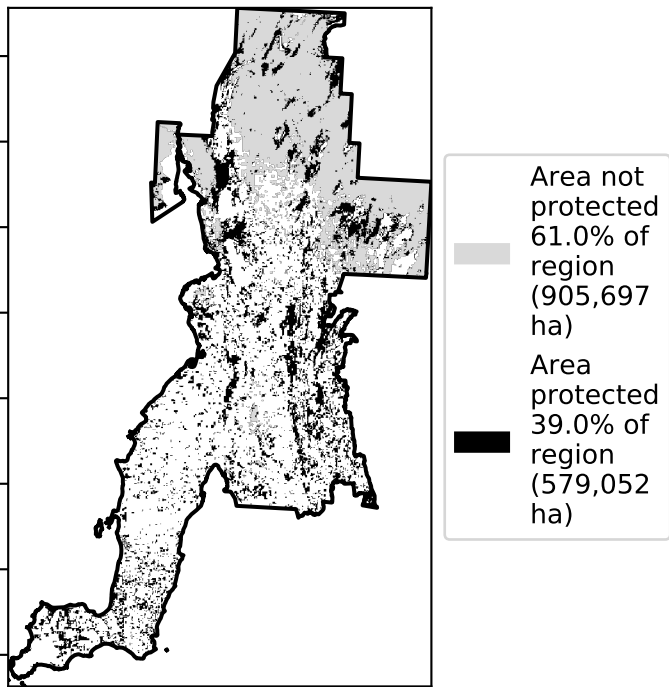 Area not
protected
61.0% of
region
(905,697
ha)
Area
protected
39.0% of
region
(579,052
ha)